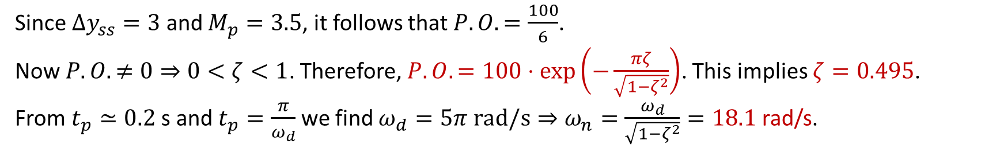 Since $\Delta y_{ss} = 3$ and $M_p = 3.5$, it follows that $P.O. = \frac{100}{6}$.
Now $P.O. \neq 0 \Rightarrow 0 < \zeta < 1$. Therefore, $P.O. = 100 \cdot \exp\left(-\frac{\pi\zeta}{\sqrt{1-\zeta^2}}\right)$. This implies $\zeta = 0.495$.
From $t_p \simeq 0.2$ s and $t_p = \frac{\pi}{\omega_d}$ we find $\omega_d = 5\pi$ rad/s $\Rightarrow \omega_n = \frac{\omega_d}{\sqrt{1-\zeta^2}} = 18.1$ rad/s.